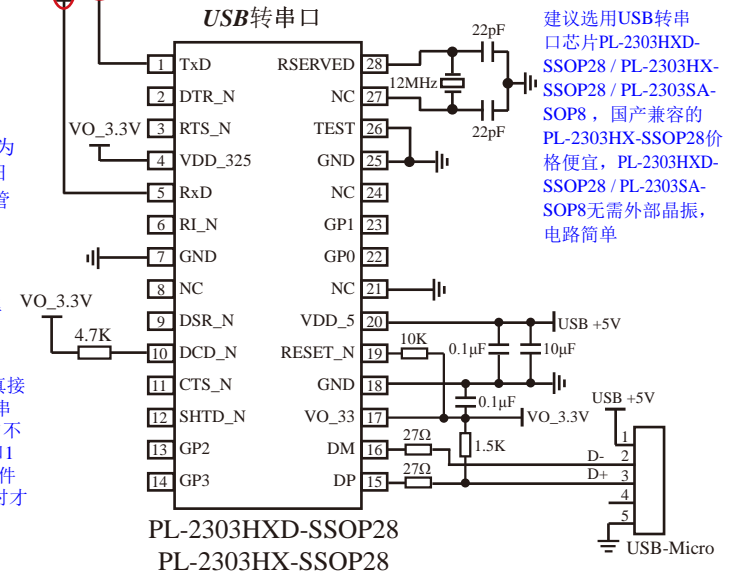 USB转串口
22pF
12MHz
22pF
1 TxD
2 DTR_N
3 RTS_N
4 VDD_325
5 RxD
6 RI_N
7 GND
8 NC
9 DSR_N
10 DCD_N
11 CTS_N
12 SHTD_N
13 GP2
14 GP3
RSERVED 28
NC 27
TEST 26
GND 25
NC 24
GP1 23
GP0 22
NC 21
VDD_5 20
RESET_N 19
GND 18
VO_33 17
DM 16
DP 15
VO_3.3V
VO_3.3V
4.7K
USB +5V
10K
0.1μF
10μF
0.1μF
VO_3.3V
USB +5V
27Ω
1.5K
27Ω
D-
D+
1
2
3
4
5
USB-Micro
PL-2303HXD-SSOP28
PL-2303HX-SSOP28
建议选用USB转串
口芯片PL-2303HXD-
SSOP28 / PL-2303HX-
SSOP28 / PL-2303SA-
SOP8，国产兼容的
PL-2303HX-SSOP28价
格便宜，PL-2303HXD-
SSOP28 / PL-2303SA-
SOP8无需外部晶振，
电路简单
为
管
接
串
不
1
件
才